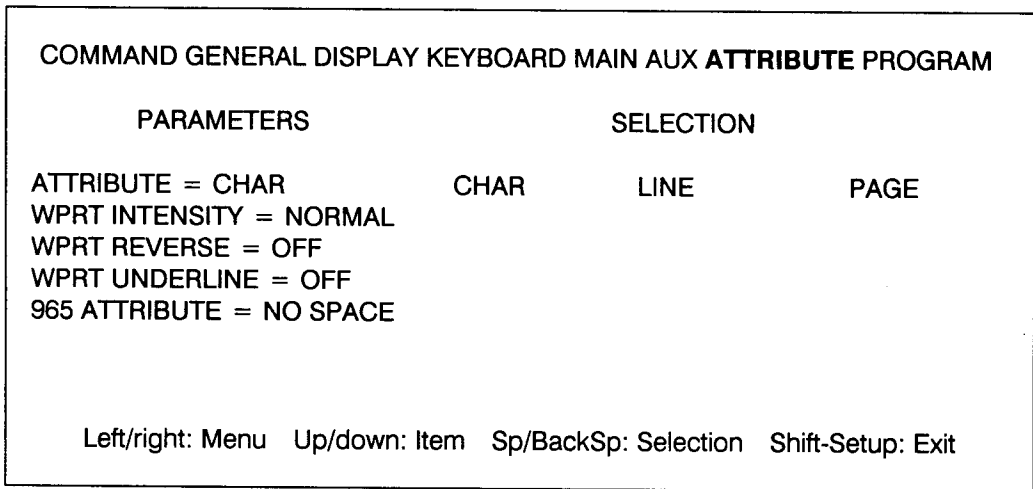 COMMAND GENERAL DISPLAY KEYBOARD MAIN AUX ATTRIBUTE PROGRAM
PARAMETERS SELECTION
ATTRIBUTE = CHAR CHAR LINE PAGE
WPRT INTENSITY = NORMAL
WPRT REVERSE = OFF
WPRT UNDERLINE = OFF
965 ATTRIBUTE = NO SPACE
Left/right: Menu Up/down: Item Sp/BackSp: Selection Shift-Setup: Exit